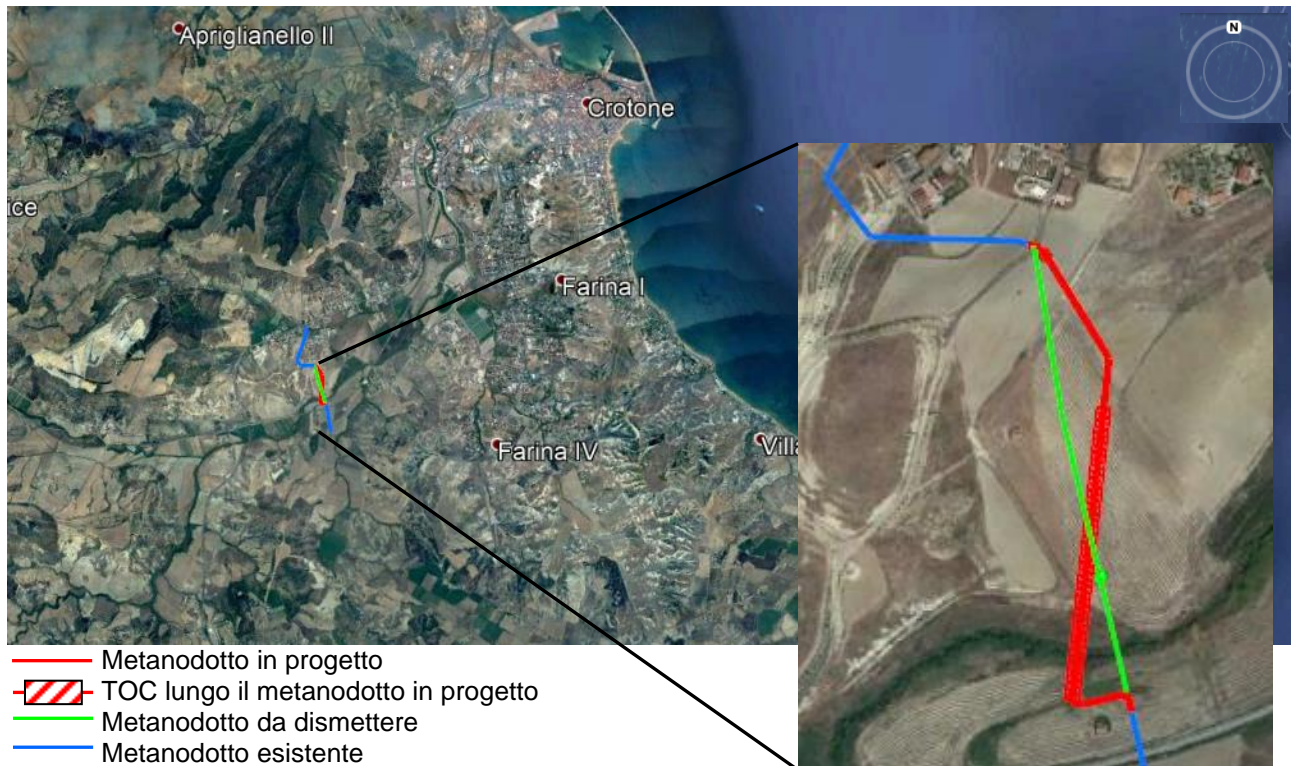 Apriglianello II
N
Crotone
ice
Farina I
Farina IV
Villa
Metanodotto in progetto
TOC lungo il metanodotto in progetto
Metanodotto da dismettere
Metanodotto esistente